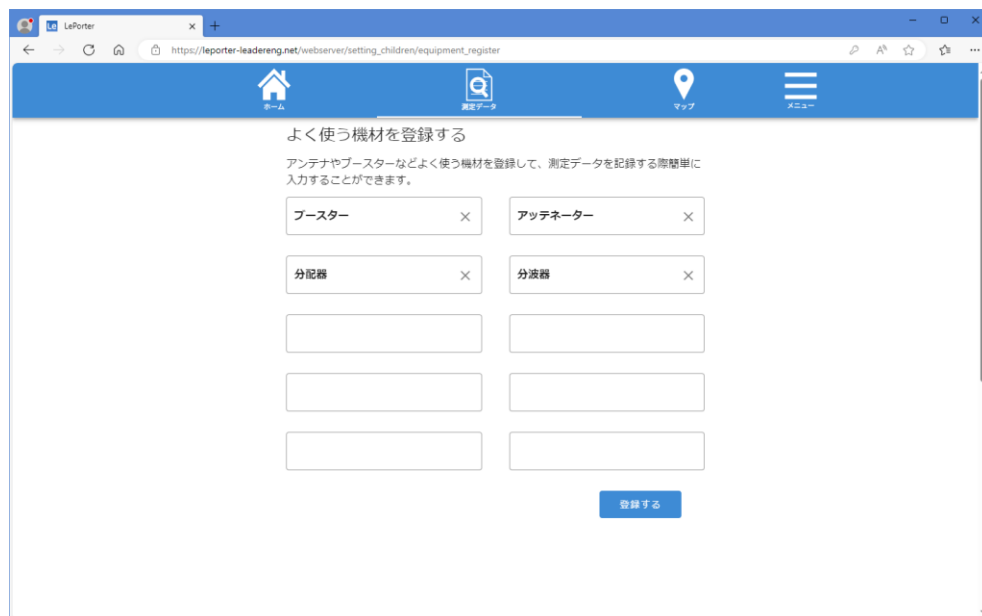 Le LePorter
https://leporter-leadereng.net/webserver/setting_children/equipment_register
ホーム
測定データ
マップ
メニュー
よく使う機材を登録する
アンテナやブースターなどよく使う機材を登録して、測定データを記録する際簡単に
入力することができます。
ブースター
アッテネーター
分配器
分波器
登録する